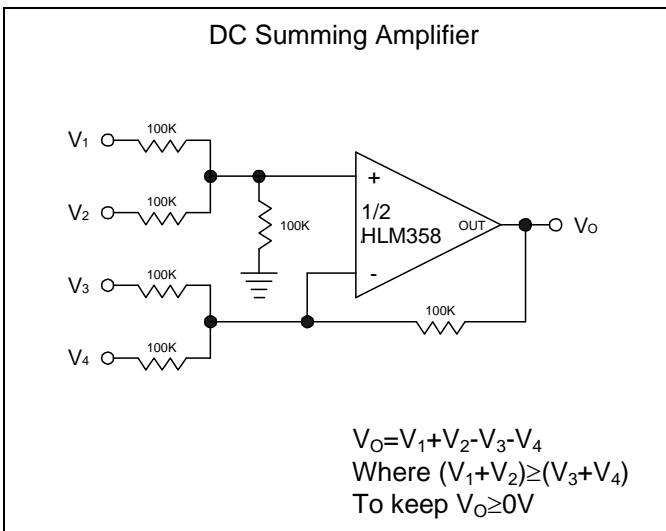 DC Summing Amplifier
V1
100K
V2
100K
100K
+
1/2
HLM358
OUT
VO
-
V3
100K
V4
100K
100K
VO=V1+V2-V3-V4
Where (V1+V2)≥(V3+V4)
To keep VO≥0V